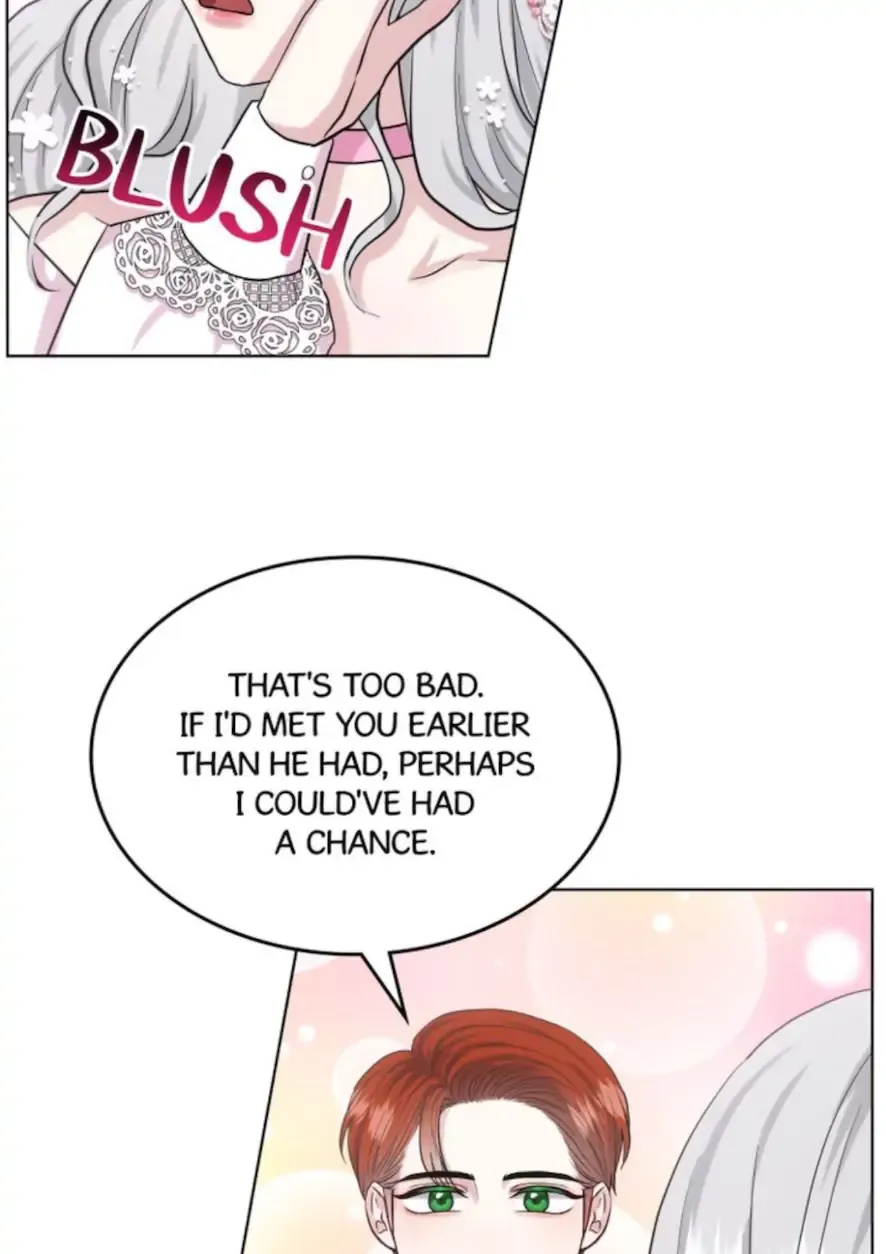 BLUSH
THAT'S TOO BAD.
IF I'D MET YOU EARLIER
THAN HE HAD, PERHAPS
I COULD'VE HAD
A CHANCE.